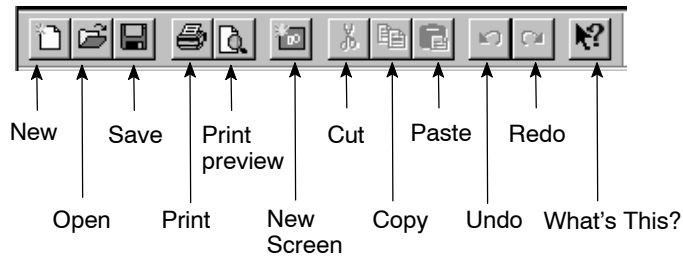 New
Save
Print
preview
Cut
Paste
Redo
Open
Print
New
Screen
Copy
Undo
What's This?